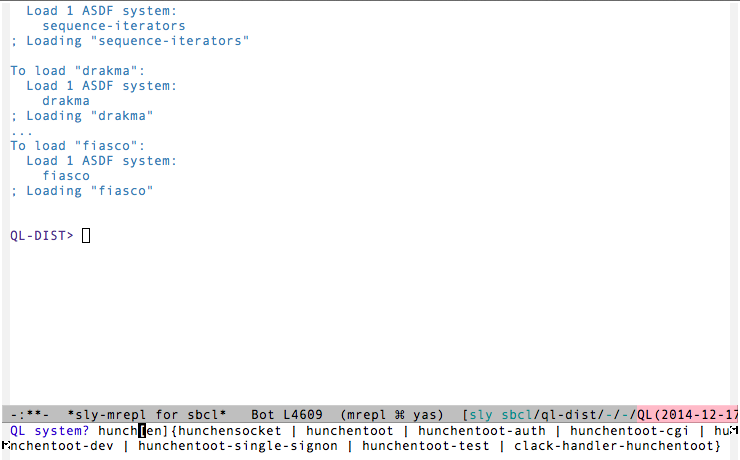 Load 1 ASDF system:
sequence-iterators
; Loading "sequence-iterators"
To load "drakma":
Load 1 ASDF system:
drakma
; Loading "drakma"
...
To load "fiasco":
Load 1 ASDF system:
fiasco
; Loading "fiasco"
QL-DIST>
-:**- *sly-mrepl for sbcl* Bot L4609 (mrepl ⌘ yas) [sly sbcl/ql-dist/-/-/QL(2014-12-17
QL system? hunch[en]{hunchensocket | hunchentoot | hunchentoot-auth | hunchentoot-cgi | hu
nchentoot-dev | hunchentoot-single-signon | hunchentoot-test | clack-handler-hunchentoot}